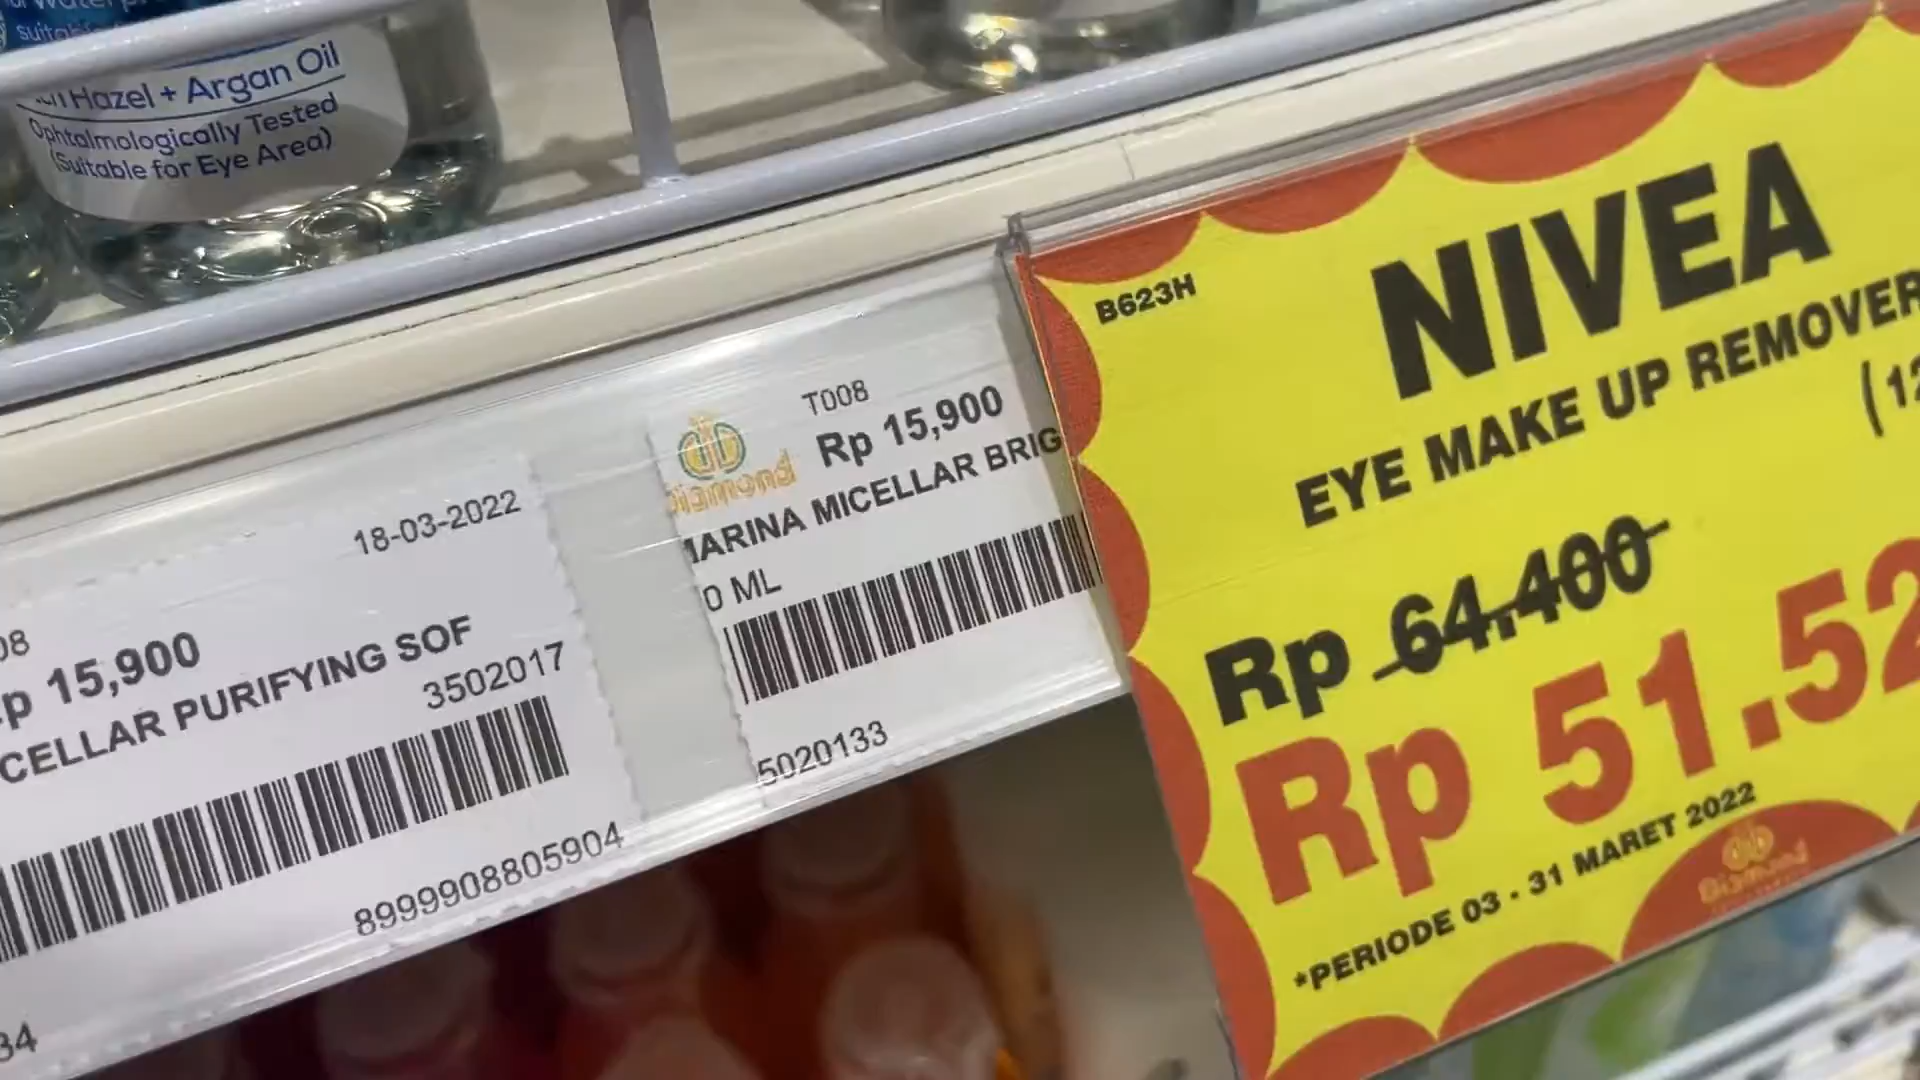 suitable
Hazel + Argan Oil
Ophtalmologically Tested
(Suitable for Eye Area)
18-03-2022
08
Rp 15,900
CELLAR PURIFYING SOF
3502017
8999908805904
34
T008
Rp 15,900
Diamond
MARINA MICELLAR BRIG
0 ML
5020133
B623H
NIVEA
EYE MAKE UP REMOVER
(12
Rp 64.400
Rp 51.52
*PERIODE 03 - 31 MARET 2022
Diamond